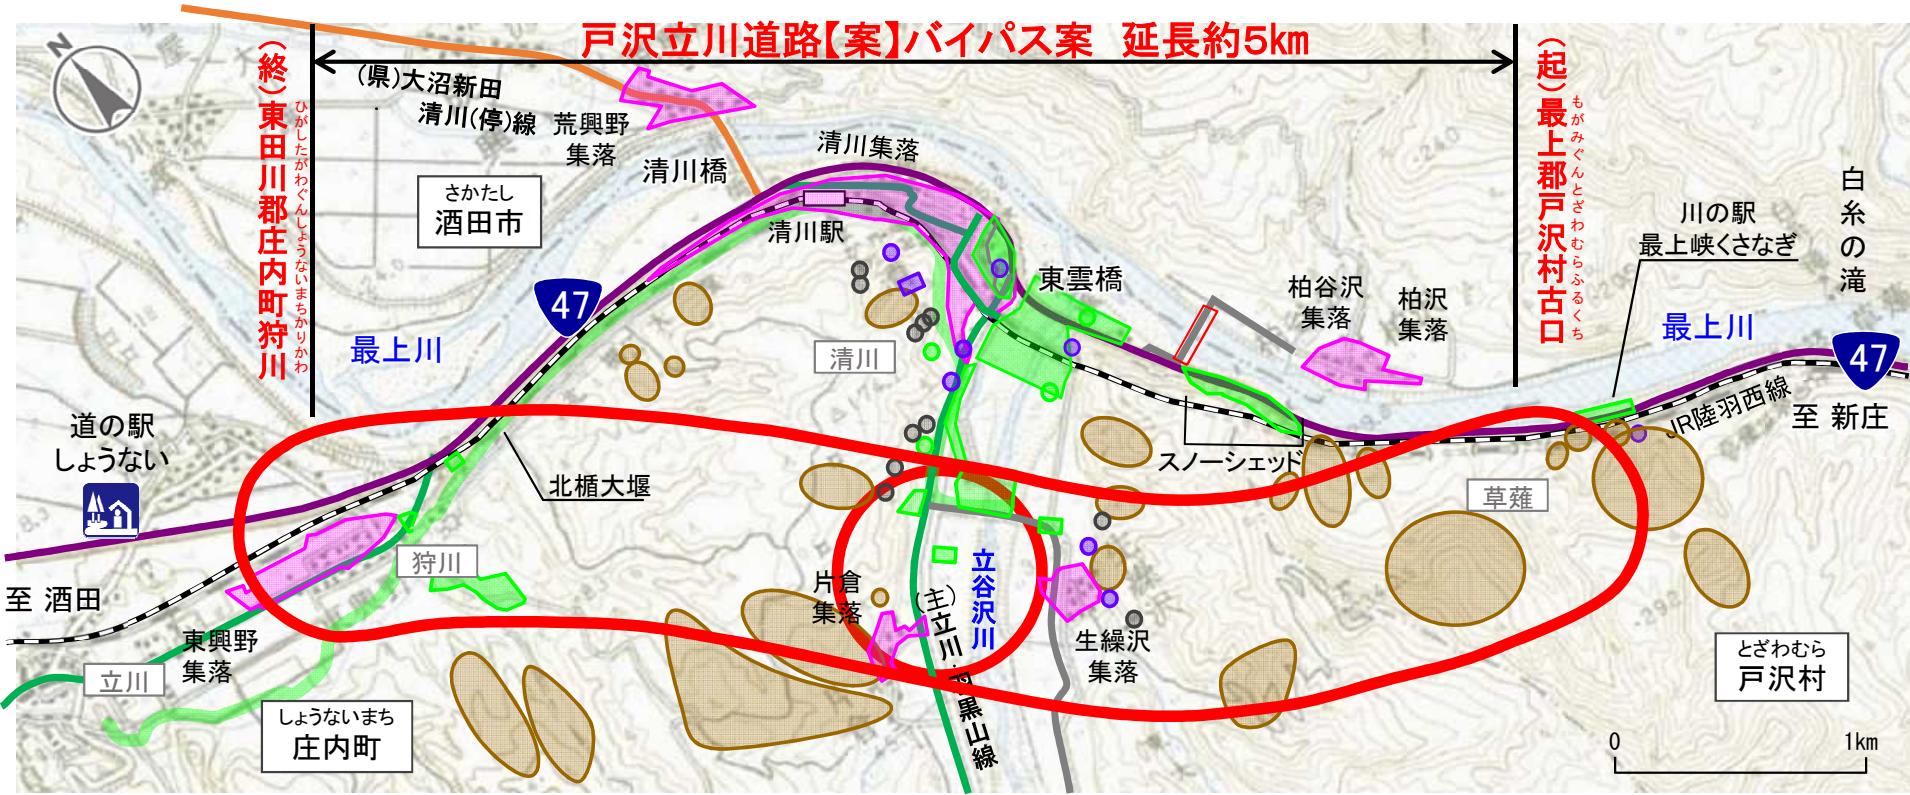 戸沢立川道路【案】バイパス案 延長約5km
N
(終)東田川郡庄内町狩川
ひがしたがわぐんしょうないまちかりかわ
(県)大沼新田
清川(停)線
荒興野
集落
清川橋
清川集落
さかたし
酒田市
清川駅
東雲橋
47
最上川
清川
柏谷沢
集落
柏沢
集落
(起)最上郡戸沢村古口
もがみぐんとざわむらふるくち
川の駅
最上峡くさなぎ
白糸の滝
最上川
47
JR陸羽西線
至 新庄
道の駅
しょうない
北楯大堰
スノーシェッド
草薙
狩川
至 酒田
東興野
集落
立川
しょうないまち
庄内町
片倉
集落
(主)立川・羽黒山線
立谷沢川
生繰沢
集落
とざわむら
戸沢村
0
1km